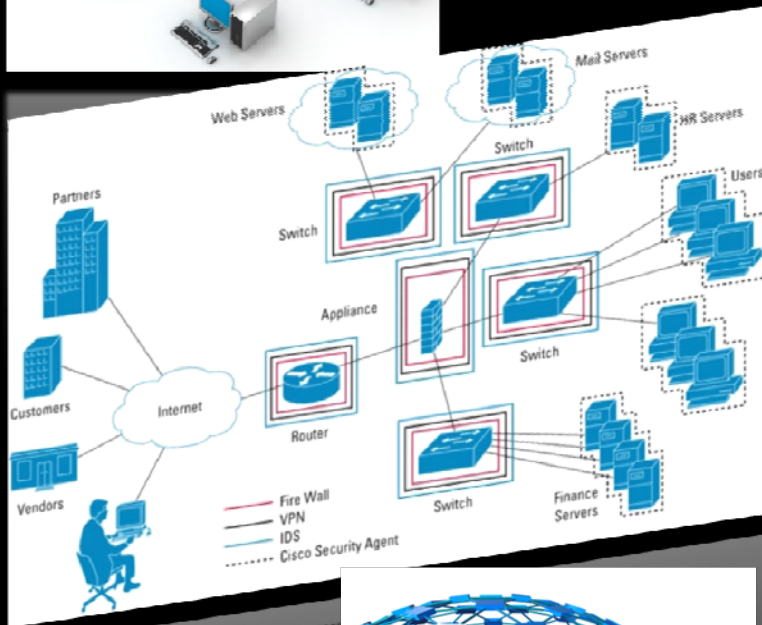 Mail Servers
Web Servers
HR Servers
Switch
Users
Partners
Switch
Appliance
Switch
Customers
Internet
Router
Vendors
Switch
Finance
Servers
Fire Wall
VPN
IDS
Cisco Security Agent